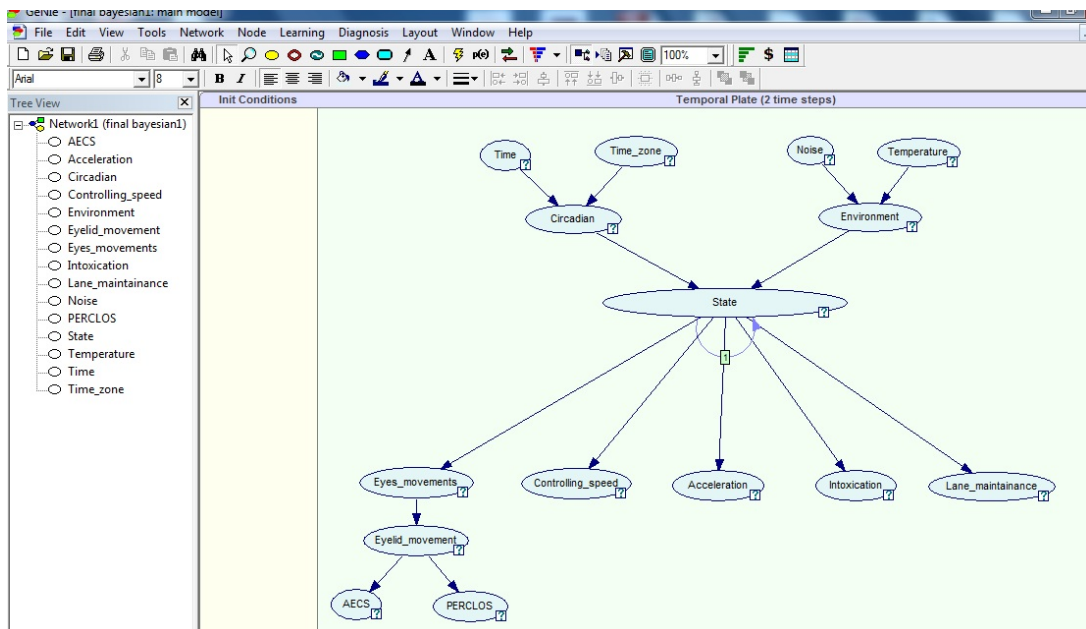 GeNIe - [final bayesian1: main model]
File Edit View Tools Network Node Learning Diagnosis Layout Window Help
A p(e) 100% $
Arial 8 B I A
Tree View
Init Conditions
Temporal Plate (2 time steps)
Network1 (final bayesian1)
AECS
Acceleration
Circadian
Controlling_speed
Environment
Eyelid_movement
Eyes_movements
Intoxication
Lane_maintainance
Noise
PERCLOS
State
Temperature
Time
Time_zone
Time ?
Time_zone ?
Noise ?
Temperature ?
Circadian ?
Environment ?
State ?
1
Eyes_movements ?
Controlling_speed ?
Acceleration ?
Intoxication ?
Lane_maintainance ?
Eyelid_movement ?
AECS ?
PERCLOS ?